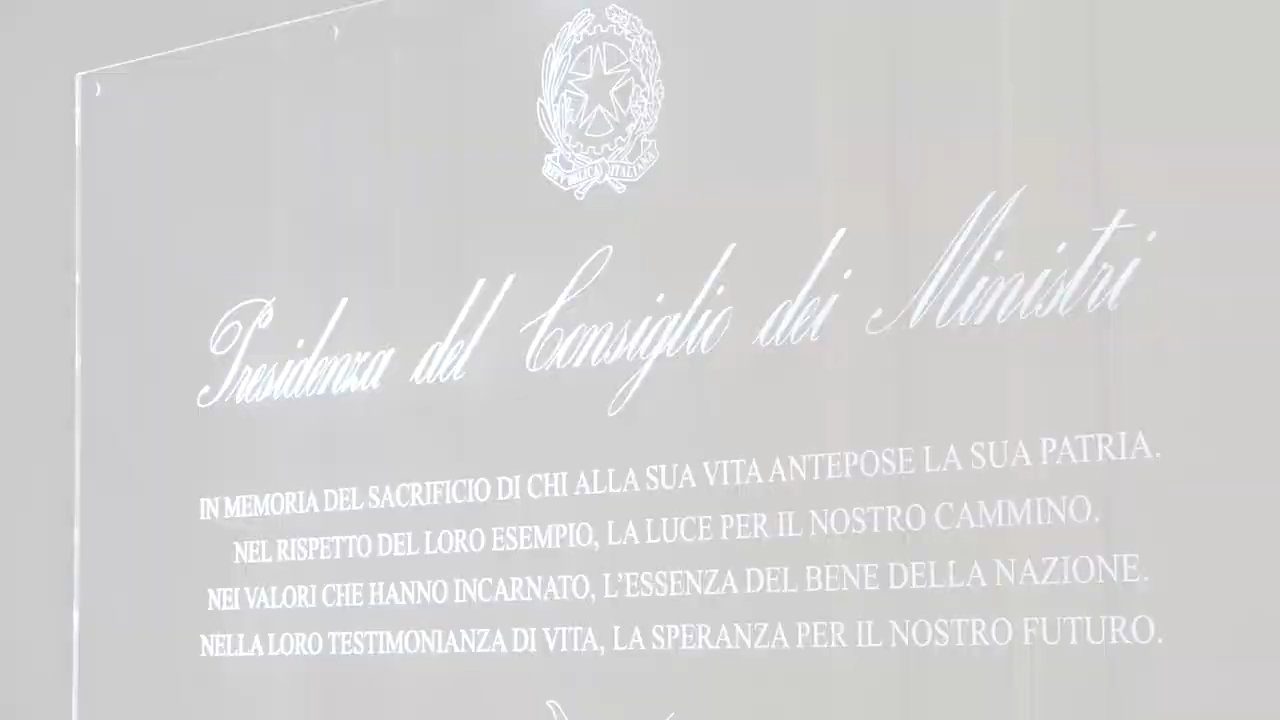 REPVBBLICA ITALIANA
Presidenza del Consiglio dei Ministri
IN MEMORIA DEL SACRIFICIO DI CHI ALLA SUA VITA ANTEPOSE LA SUA PATRIA.
NEL RISPETTO DEL LORO ESEMPIO, LA LUCE PER IL NOSTRO CAMMINO.
NEI VALORI CHE HANNO INCARNATO, L'ESSENZA DEL BENE DELLA NAZIONE.
NELLA LORO TESTIMONIANZA DI VITA, LA SPERANZA PER IL NOSTRO FUTURO.